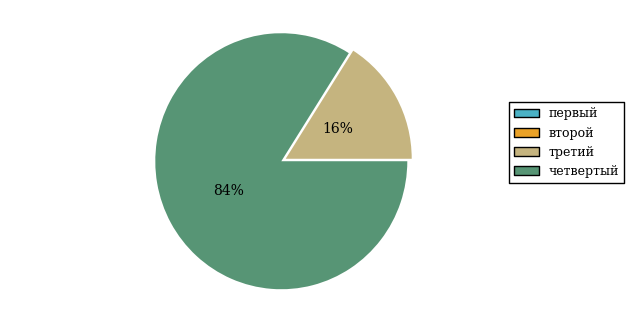 16%
84%
первый
второй
третий
четвертый